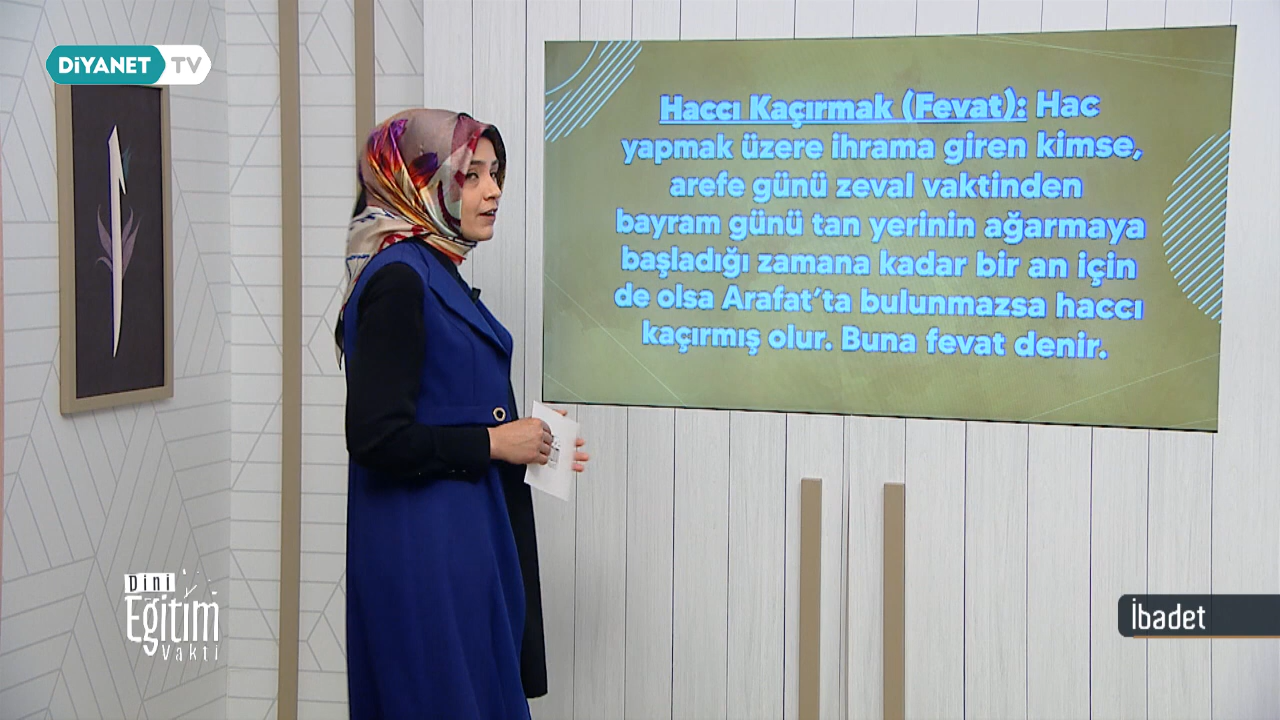 DiYANET TV
Haccı Kaçırmak (Fevat): Hac
yapmak üzere ihrama giren kimse,
arefe günü zeval vaktinden
bayram günü tan yerinin ağarmaya
başladığı zamana kadar bir an için
de olsa Arafat’ta bulunmazsa haccı
kaçırmış olur. Buna fevat denir.
Dini
Eğitim
Vakti
İbadet